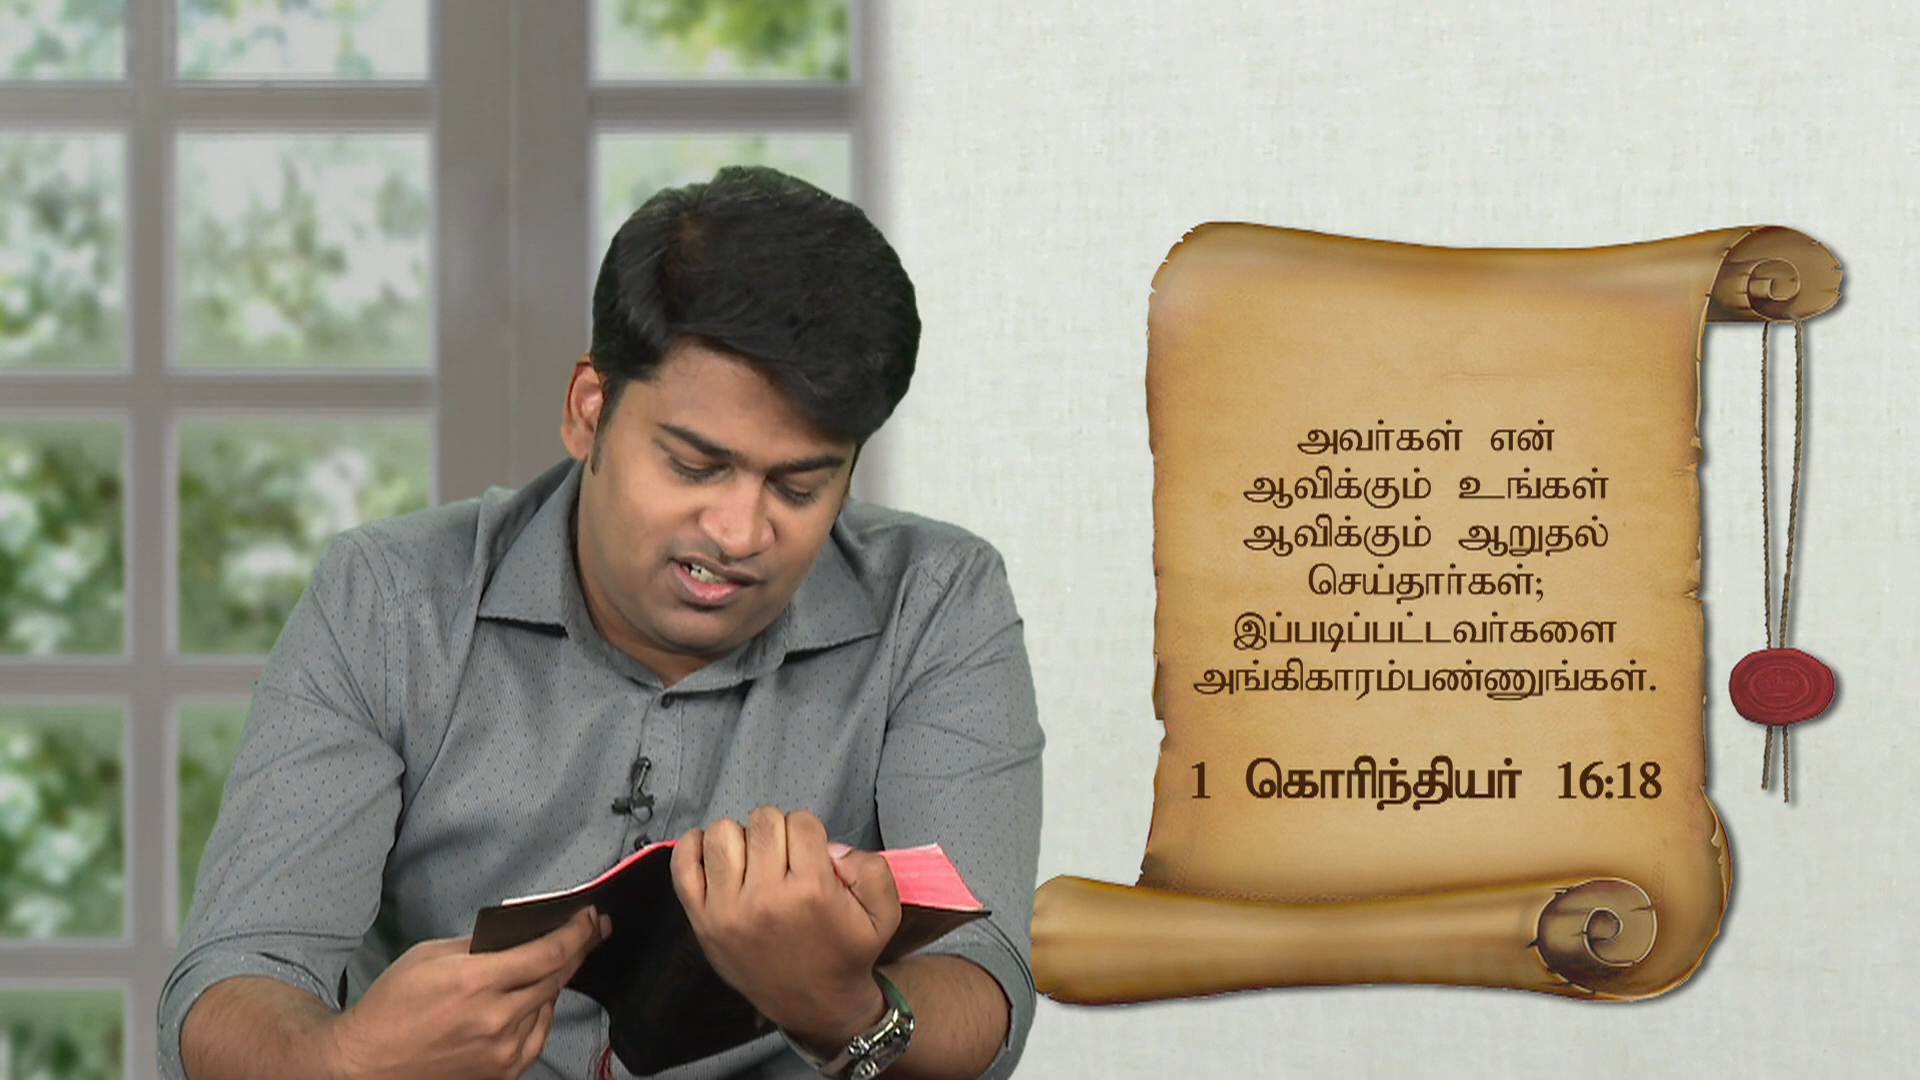 அவர்கள் என்
ஆவிக்கும் உங்கள்
ஆவிக்கும் ஆறுதல்
செய்தார்கள்;
இப்படிப்பட்டவர்களை
அங்கிகாரம்பண்ணுங்கள்.
1 கொரிந்தியர் 16:18